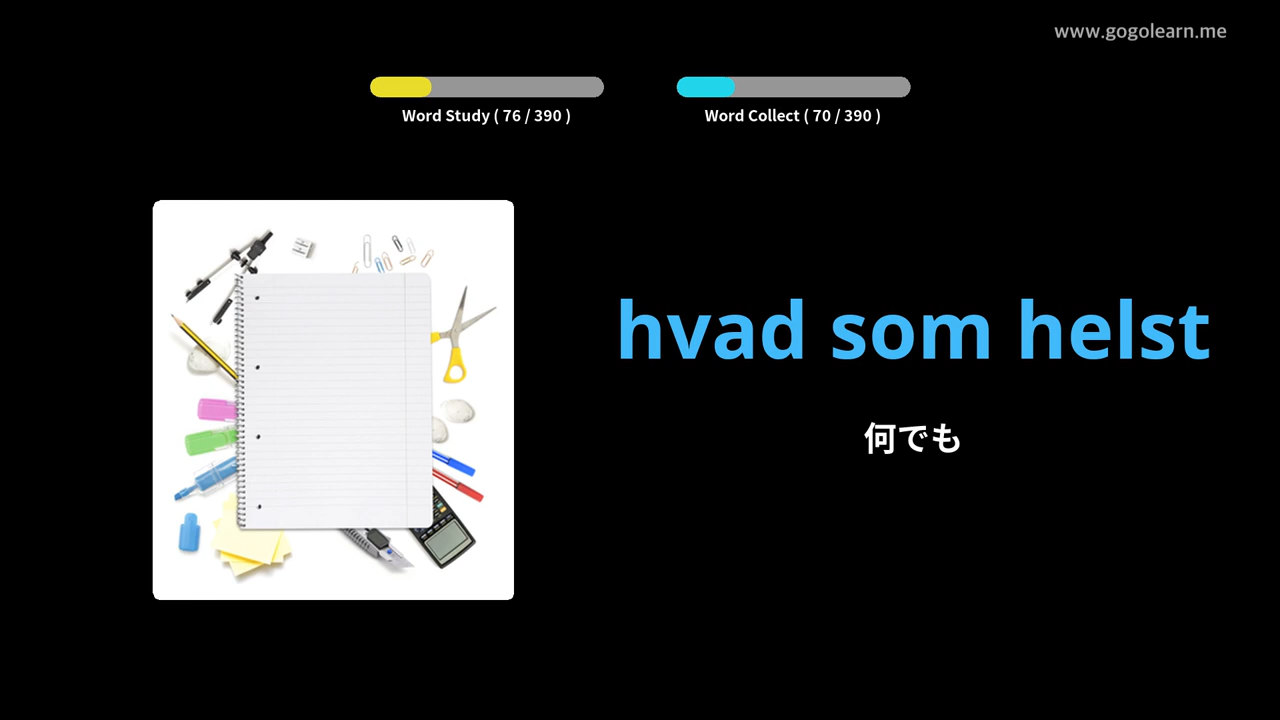 www.gogolearn.me
Word Study ( 76 / 390 )
Word Collect ( 70 / 390 )
hvad som helst
何でも